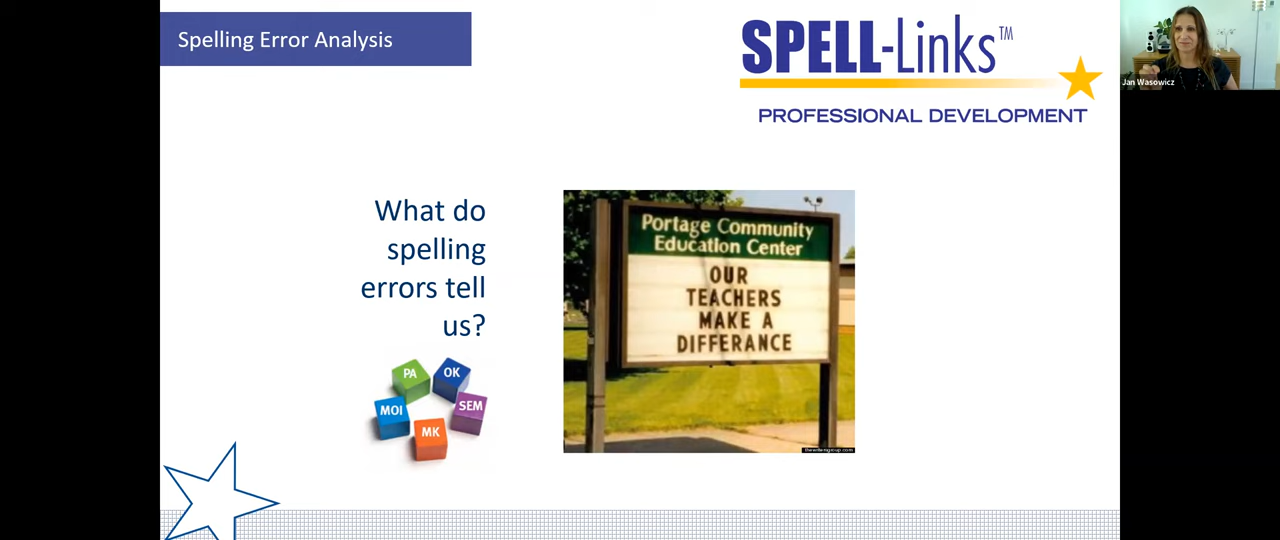 Spelling Error Analysis
SPELL-Links™
PROFESSIONAL DEVELOPMENT
Jan Wasowicz
What do
spelling
errors tell
us?
PA
OK
MOI
SEM
MK
Portage Community
Education Center
OUR
TEACHERS
MAKE A
DIFFERANCE